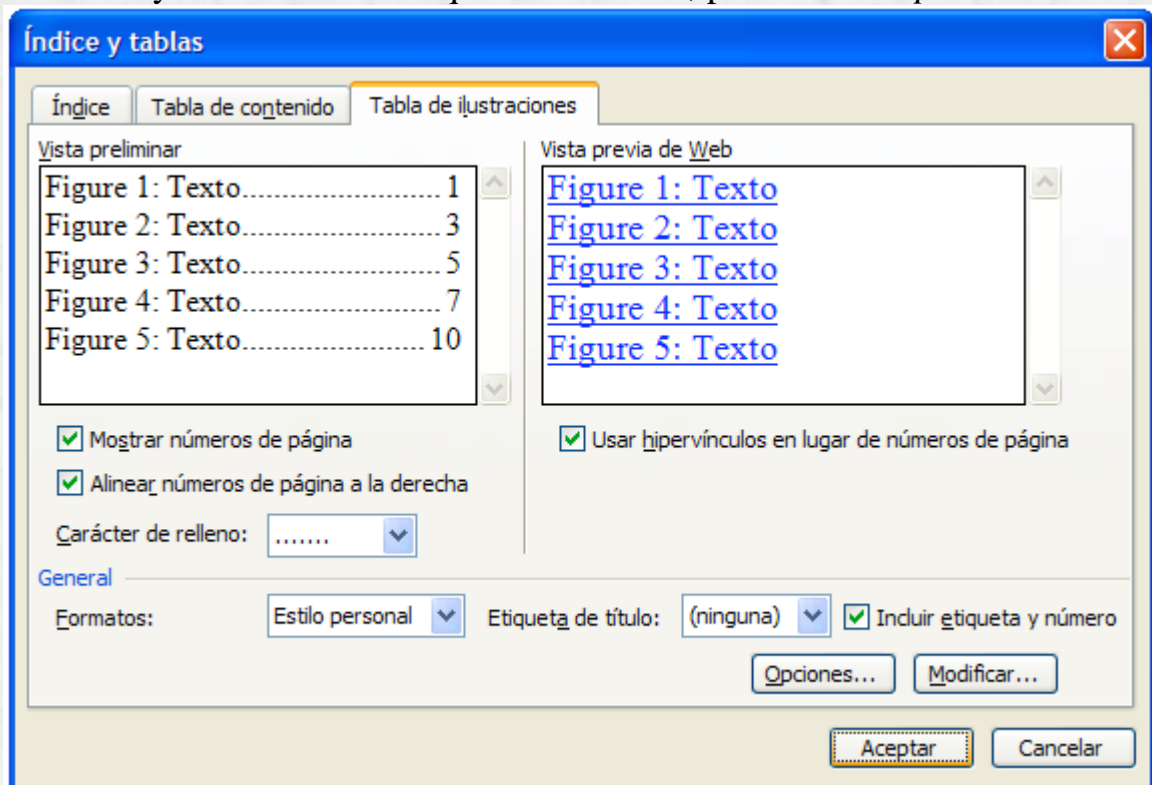 Índice y tablas
Índice
Tabla de contenido
Tabla de ilustraciones
Vista preliminar
Figure 1: Texto........................ 1
Figure 2: Texto........................ 3
Figure 3: Texto........................ 5
Figure 4: Texto........................ 7
Figure 5: Texto...................... 10
Mostrar números de página
Alinear números de página a la derecha
Carácter de relleno: .......
Vista previa de Web
Figure 1: Texto
Figure 2: Texto
Figure 3: Texto
Figure 4: Texto
Figure 5: Texto
Usar hipervínculos en lugar de números de página
General
Formatos: Estilo personal Etiqueta de título: (ninguna) Incluir etiqueta y número
Opciones... Modificar...
Aceptar Cancelar